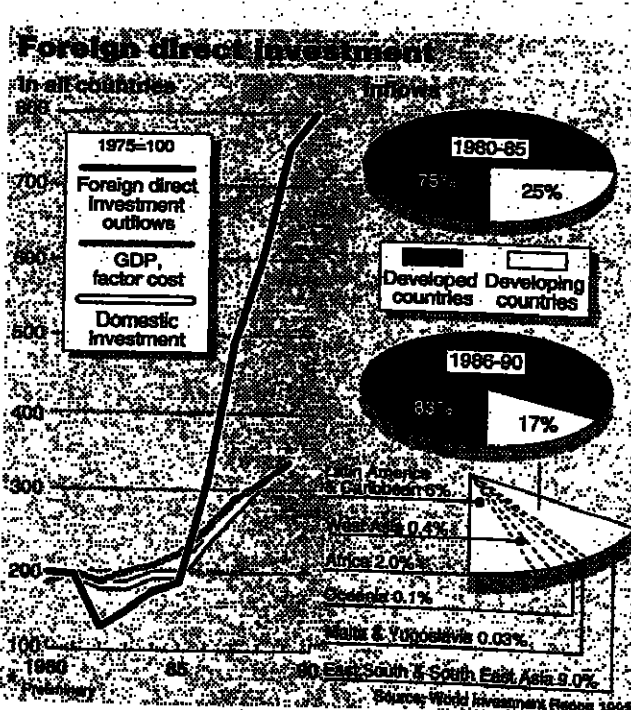 Foreign direct investment
In all countries
Inflows
800
1975=100
Foreign direct
investment
outflows
GDP,
factor cost
Domestic
investment
700
600
500
400
300
200
100
1980
85
90
Preliminary
1980-85
75%
25%
Developed
countries
Developing
countries
1986-90
83%
17%
Latin America
& Caribbean 6%
West Asia 0.4%
Africa 2.0%
Oceania 0.1%
Malta & Yugoslavia 0.03%
East South & South East Asia 9.0%
Source: World Investment Report